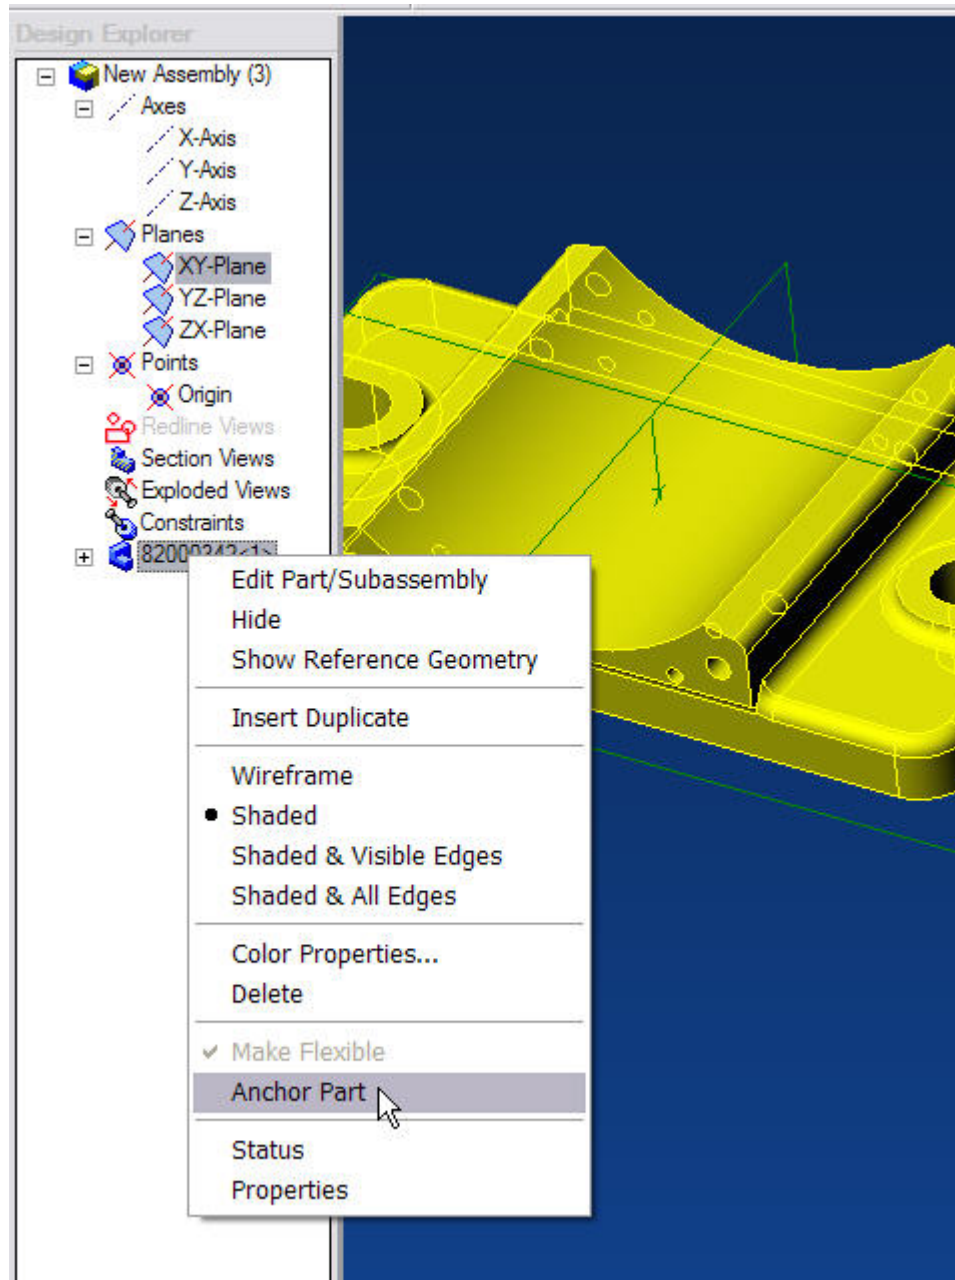 Design Explorer
New Assembly (3)
Axes
X-Axis
Y-Axis
Z-Axis
Planes
XY-Plane
YZ-Plane
ZX-Plane
Points
Origin
Redline Views
Section Views
Exploded Views
Constraints
82000342<1>
Edit Part/Subassembly
Hide
Show Reference Geometry
Insert Duplicate
Wireframe
Shaded
Shaded & Visible Edges
Shaded & All Edges
Color Properties...
Delete
Make Flexible
Anchor Part
Status
Properties